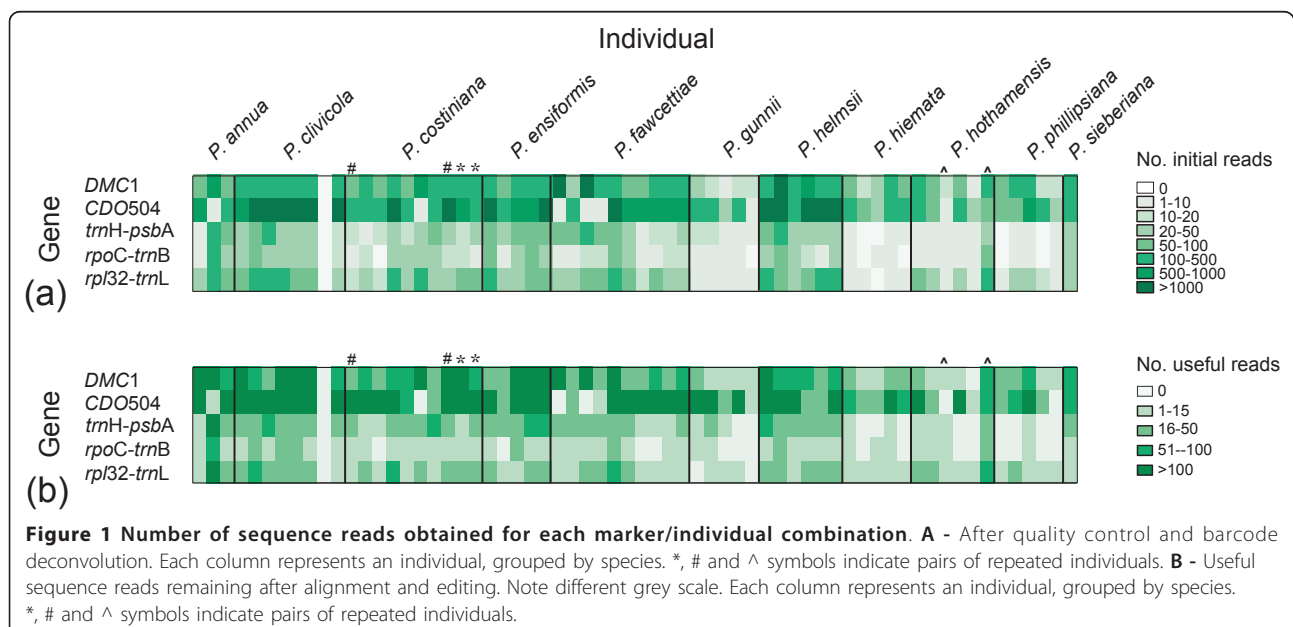 Individual
P. annua
P. clivicola
P. costiniana
P. ensiformis
P. fawcettiae
P. gunnii
P. helmsii
P. hiemata
P. hothamensis
P. phillipsiana
P. sieberiana
# # * * ^ ^
Gene
DMC1
CDO504
trnH-psbA
rpoC-trnB
rpl32-trnL
(a)
No. initial reads
0
1-10
10-20
20-50
50-100
100-500
500-1000
>1000
# # * * ^ ^
Gene
DMC1
CDO504
trnH-psbA
rpoC-trnB
rpl32-trnL
(b)
No. useful reads
0
1-15
16-50
51--100
>100
Figure 1 Number of sequence reads obtained for each marker/individual combination. A - After quality control and barcode
deconvolution. Each column represents an individual, grouped by species. *, # and ^ symbols indicate pairs of repeated individuals. B - Useful
sequence reads remaining after alignment and editing. Note different grey scale. Each column represents an individual, grouped by species.
*, # and ^ symbols indicate pairs of repeated individuals.